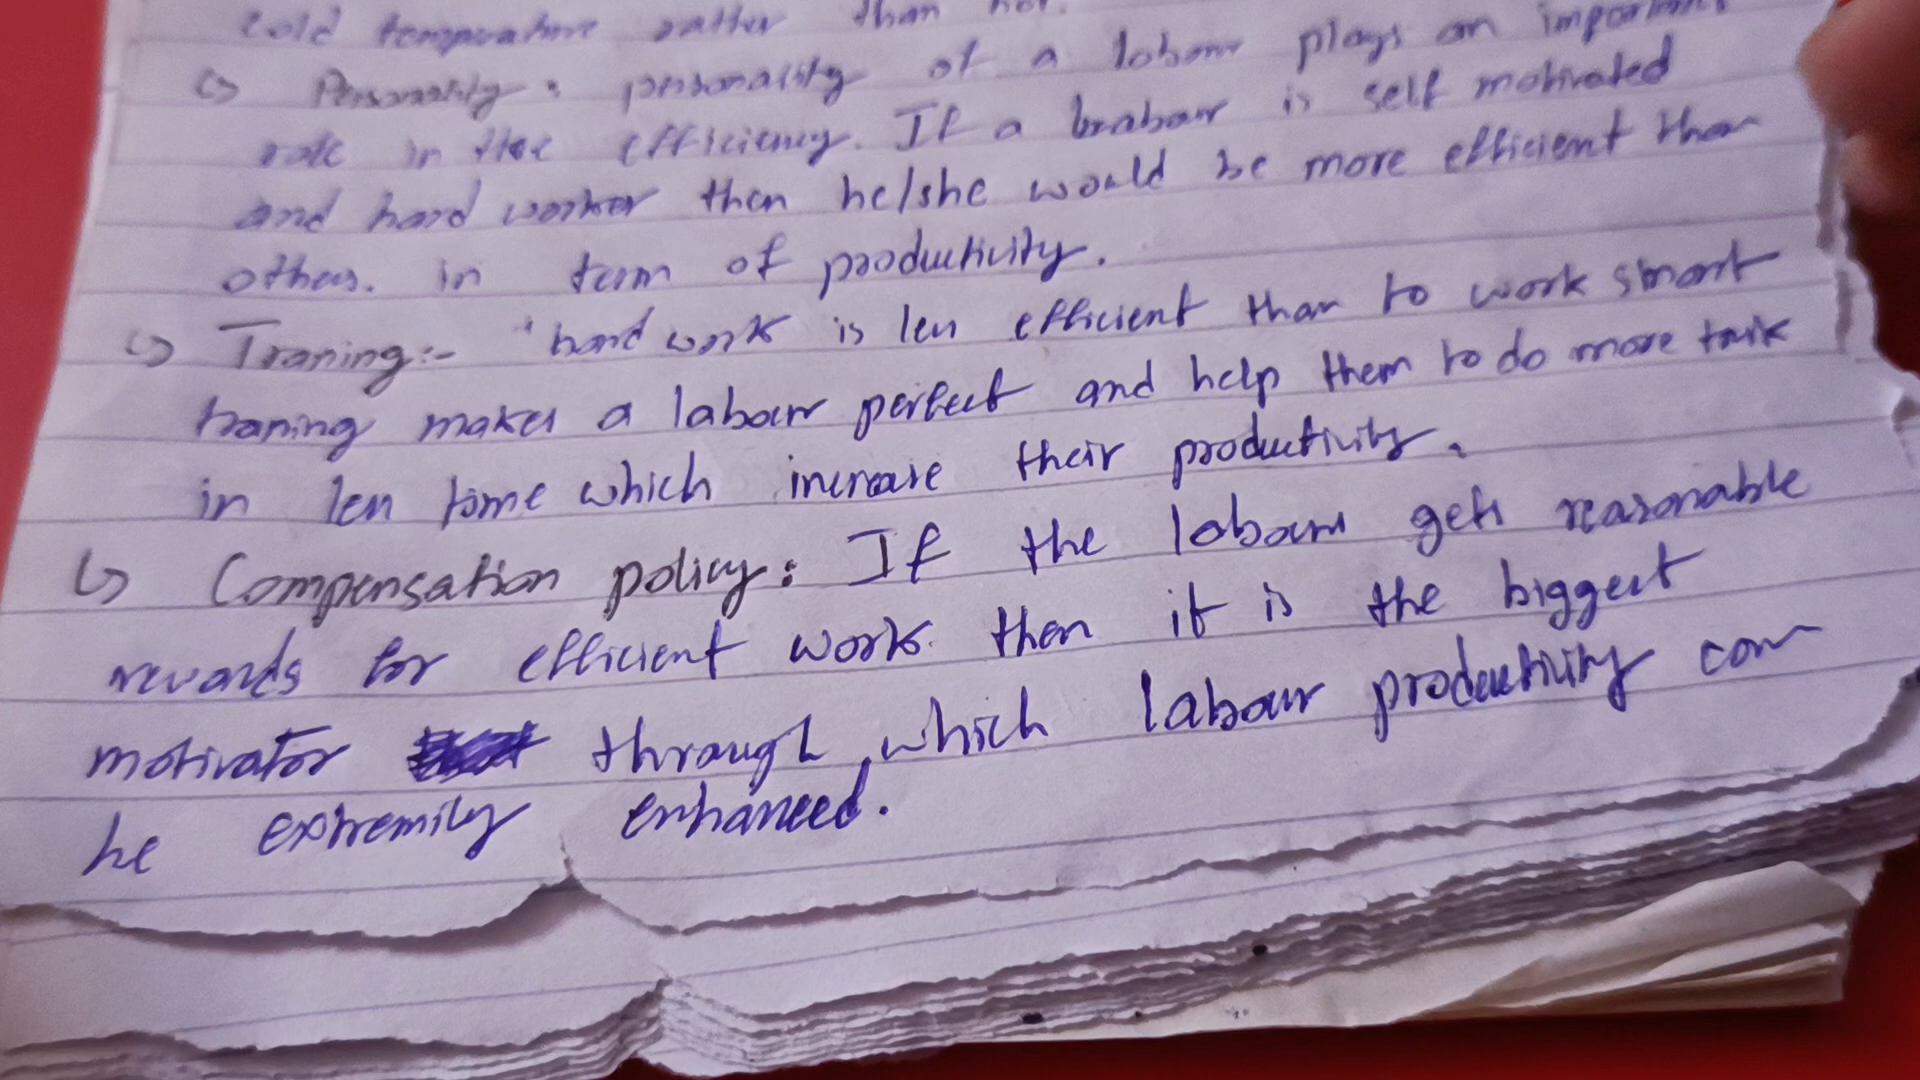 cold temperature rather than hot.
↳ Personality : personality of a labour plays an important
role in the efficiency. If a brabour is self motivated
and hard worker then he/she would be more efficient than
others. in term of productivity.
↳ Traning:- "hard work is less efficient than to work smart
traning makes a labour perfect and help them to do more task
in less time which increase their productivity.
↳ Compensation policy: If the labours gets reasonable
rewards for efficient work. then it is the biggest
motivator through which labour productivity can
be extremily enhanced.